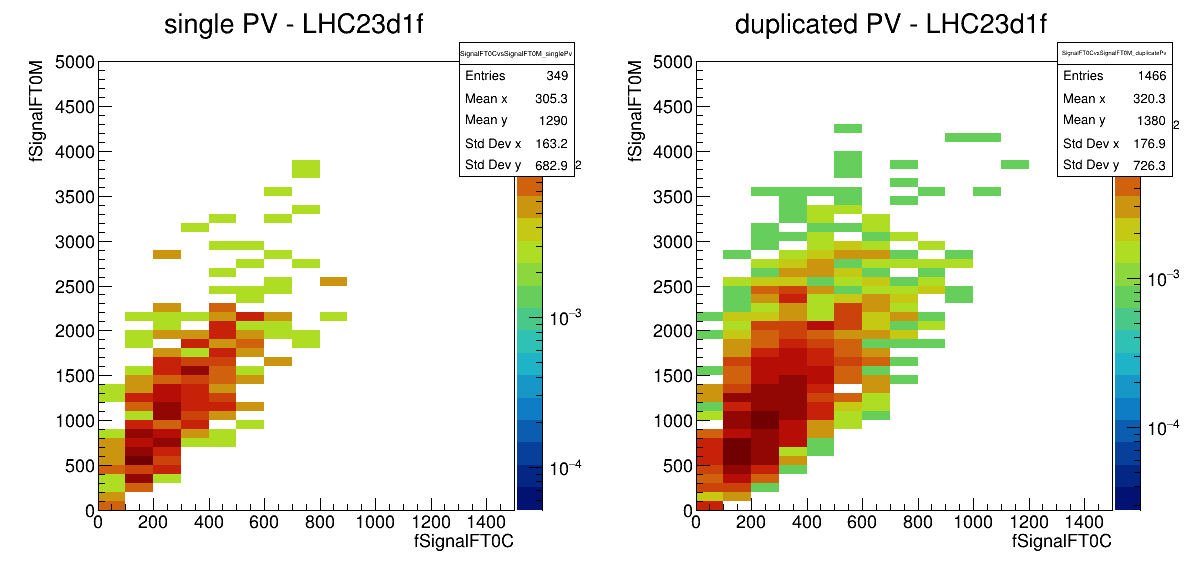 single PV - LHC23d1f
SignalFT0CvsSignalFT0M_singlePv
Entries 349
Mean x 305.3
Mean y 1290
Std Dev x 163.2
Std Dev y 682.9
2
fSignalFT0M
5000
4500
4000
3500
3000
2500
2000
1500
1000
500
0
0 200 400 600 800 1000 1200 1400
fSignalFT0C
10−3
10−4
duplicated PV - LHC23d1f
SignalFT0CvsSignalFT0M_duplicatePv
Entries 1466
Mean x 320.3
Mean y 1380
Std Dev x 176.9
Std Dev y 726.3
2
fSignalFT0M
5000
4500
4000
3500
3000
2500
2000
1500
1000
500
0
0 200 400 600 800 1000 1200 1400
fSignalFT0C
10−3
10−4